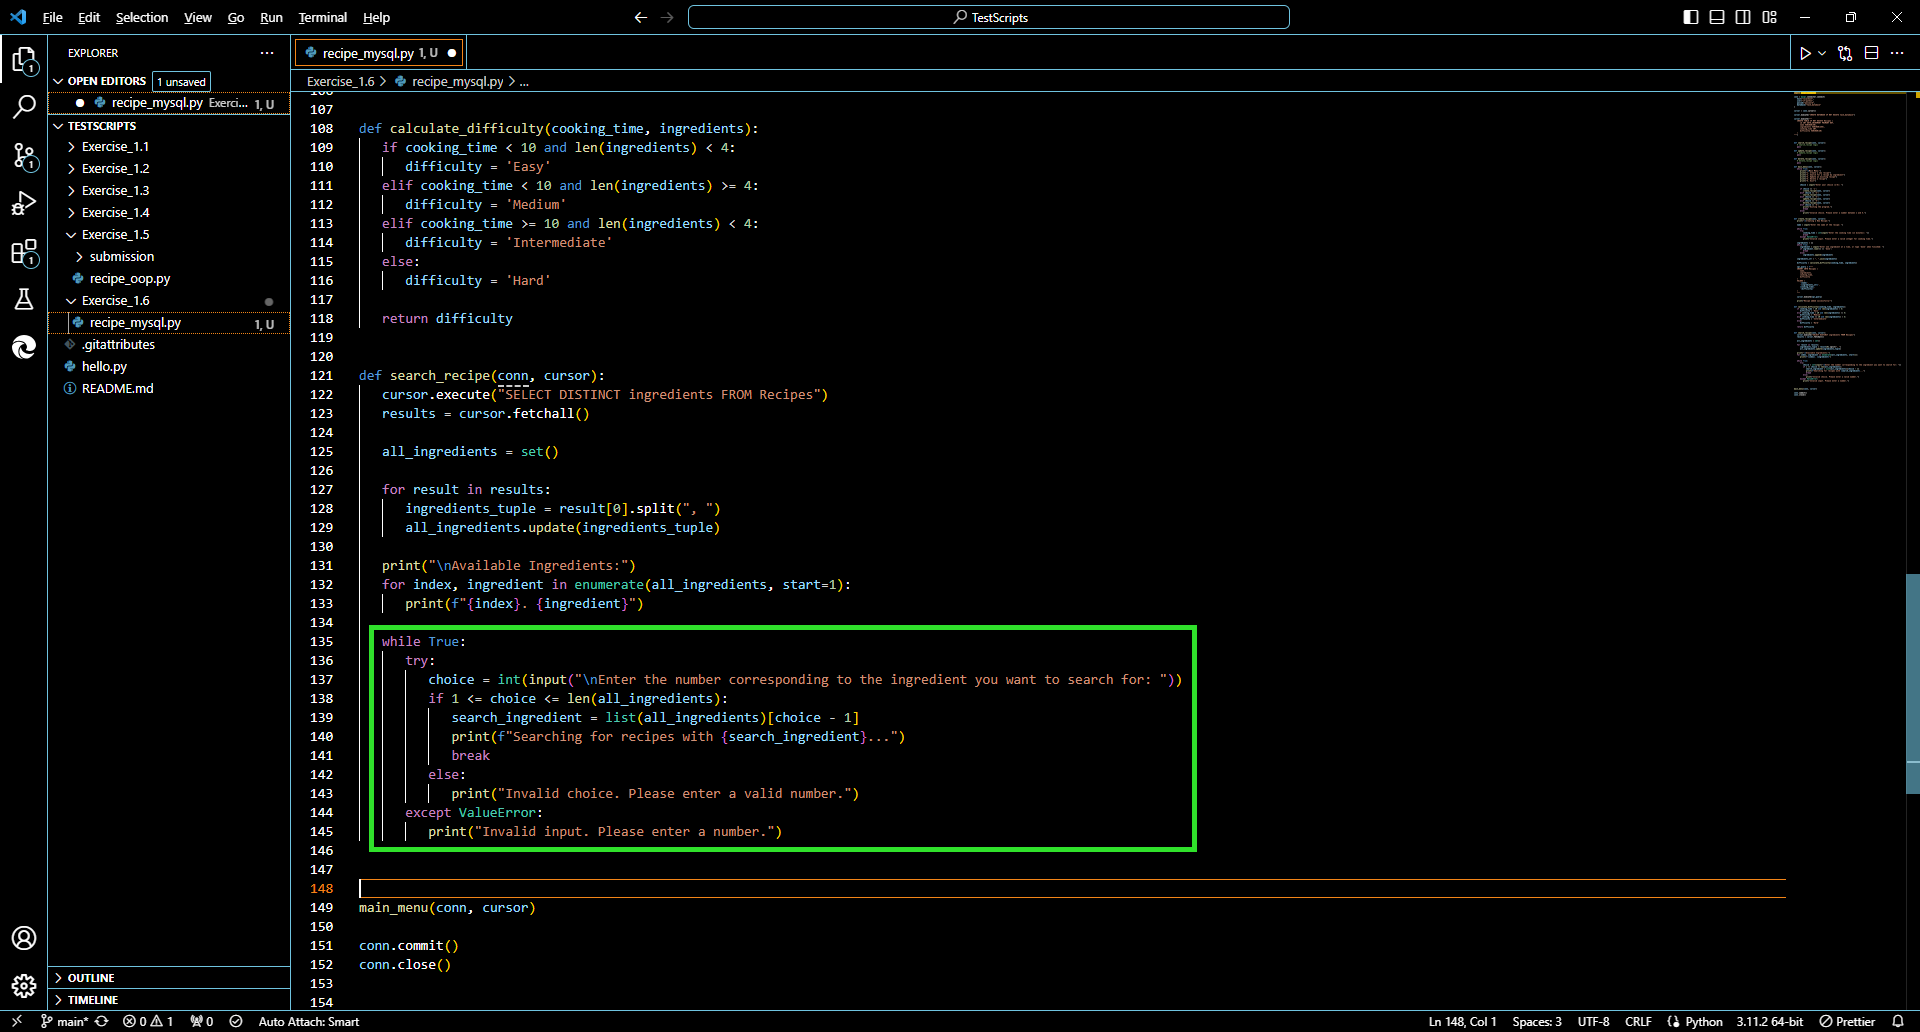 File Edit Selection View Go Run Terminal Help
TestScripts
EXPLORER
recipe_mysql.py 1, U
OPEN EDITORS 1 unsaved
Exercise_1.6 > recipe_mysql.py > ...
recipe_mysql.py Exerci... 1, U
TESTSCRIPTS
Exercise_1.1
Exercise_1.2
Exercise_1.3
Exercise_1.4
Exercise_1.5
submission
recipe_oop.py
Exercise_1.6
recipe_mysql.py 1, U
.gitattributes
hello.py
README.md
107
108 def calculate_difficulty(cooking_time, ingredients):
109 if cooking_time < 10 and len(ingredients) < 4:
110 difficulty = 'Easy'
111 elif cooking_time < 10 and len(ingredients) >= 4:
112 difficulty = 'Medium'
113 elif cooking_time >= 10 and len(ingredients) < 4:
114 difficulty = 'Intermediate'
115 else:
116 difficulty = 'Hard'
117
118 return difficulty
119
120
121 def search_recipe(conn, cursor):
122 cursor.execute("SELECT DISTINCT ingredients FROM Recipes")
123 results = cursor.fetchall()
124
125 all_ingredients = set()
126
127 for result in results:
128 ingredients_tuple = result[0].split(", ")
129 all_ingredients.update(ingredients_tuple)
130
131 print("\nAvailable Ingredients:")
132 for index, ingredient in enumerate(all_ingredients, start=1):
133 print(f"{index}. {ingredient}")
134
135 while True:
136 try:
137 choice = int(input("\nEnter the number corresponding to the ingredient you want to search for: "))
138 if 1 <= choice <= len(all_ingredients):
139 search_ingredient = list(all_ingredients)[choice - 1]
140 print(f"Searching for recipes with {search_ingredient}...")
141 break
142 else:
143 print("Invalid choice. Please enter a valid number.")
144 except ValueError:
145 print("Invalid input. Please enter a number.")
146
147
148
149 main_menu(conn, cursor)
150
151 conn.commit()
152 conn.close()
153
154
OUTLINE
TIMELINE
main* 0 1 0 Auto Attach: Smart Ln 148, Col 1 Spaces: 3 UTF-8 CRLF Python 3.11.2 64-bit Prettier